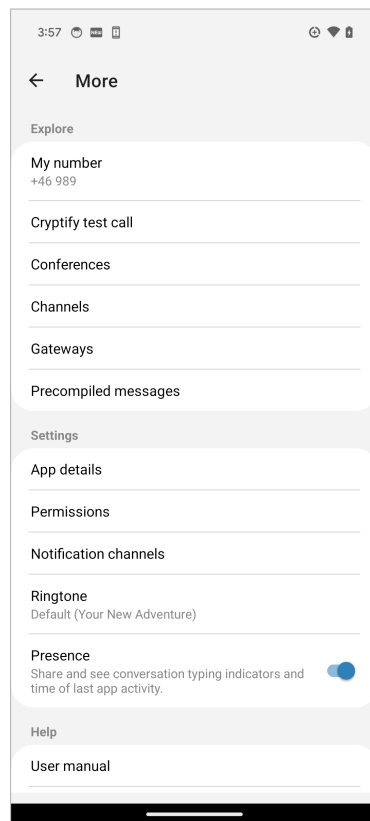 3:57 NEW
More
Explore
My number
+46 989
Cryptify test call
Conferences
Channels
Gateways
Precompiled messages
Settings
App details
Permissions
Notification channels
Ringtone
Default (Your New Adventure)
Presence
Share and see conversation typing indicators and
time of last app activity.
Help
User manual